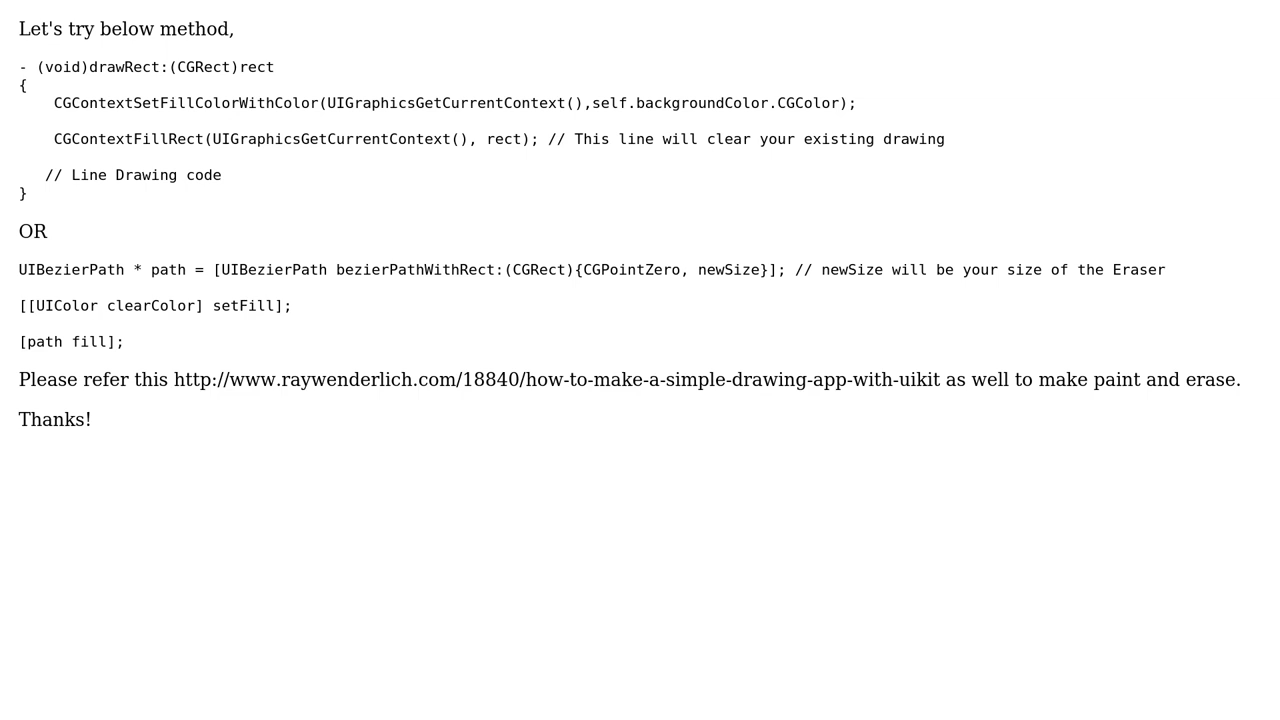 Let's try below method,
- (void)drawRect:(CGRect)rect
{
    CGContextSetFillColorWithColor(UIGraphicsGetCurrentContext(),self.backgroundColor.CGColor);
    CGContextFillRect(UIGraphicsGetCurrentContext(), rect); // This line will clear your existing drawing
   // Line Drawing code
}
OR
UIBezierPath * path = [UIBezierPath bezierPathWithRect:(CGRect){CGPointZero, newSize}]; // newSize will be your size of the Eraser
[[UIColor clearColor] setFill];
[path fill];
Please refer this http://www.raywenderlich.com/18840/how-to-make-a-simple-drawing-app-with-uikit as well to make paint and erase.
Thanks!